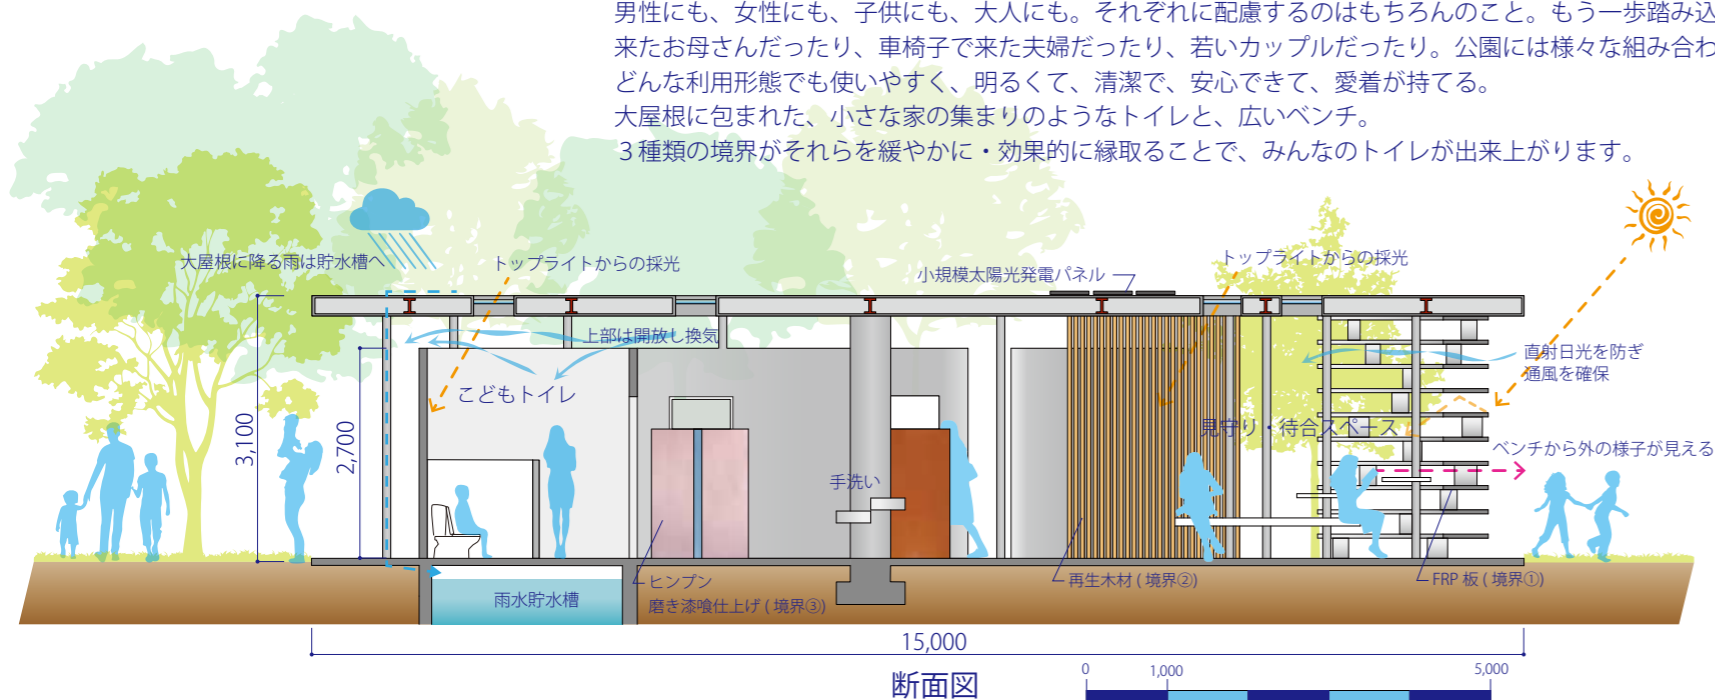 男性にも、女性にも、子供にも、大人にも。それぞれに配慮するのはもちろんのこと。もう一歩踏み込
来たお母さんだったり、車椅子で来た夫婦だったり、若いカップルだったり。公園には様々な組み合わ
どんな利用形態でも使いやすく、明るくて、清潔で、安心できて、愛着が持てる。
大屋根に包まれた、小さな家の集まりのようなトイレと、広いベンチ。
３種類の境界がそれらを緩やかに・効果的に縁取ることで、みんなのトイレが出来上がります。
大屋根に降る雨は貯水槽へ
トップライトからの採光
小規模太陽光発電パネル
トップライトからの採光
上部は開放し換気
直射日光を防ぎ
通風を確保
こどもトイレ
3,100
2,700
見守り・待合スペース
ベンチから外の様子が見える
手洗い
ヒンプン
磨き漆喰仕上げ ( 境界③)
再生木材 ( 境界②)
FRP 板 ( 境界①)
雨水貯水槽
15,000
断面図
0
1,000
5,000